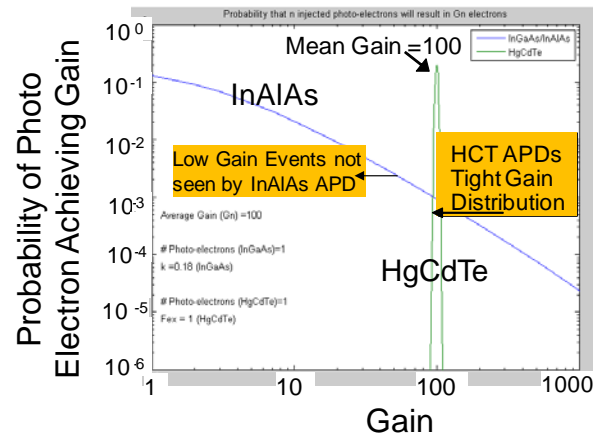 Probability that n injected photo-electrons will result in Gn electrons
InGaAs/InAlAs
HgCdTe
Mean Gain =100
InAlAs
Low Gain Events not
seen by InAlAs APD
HCT APDs
Tight Gain
Distribution
Average Gain (Gn) =100
# Photo-electrons (InGaAs)=1
k =0.18 (InGaAs)
# Photo-electrons (HgCdTe)=1
Fex = 1 (HgCdTe)
HgCdTe
Probability of Photo
Electron Achieving Gain
10^0
10^-1
10^-2
10^-3
10^-4
10^-5
10^-6
1 10 100 1000
Gain